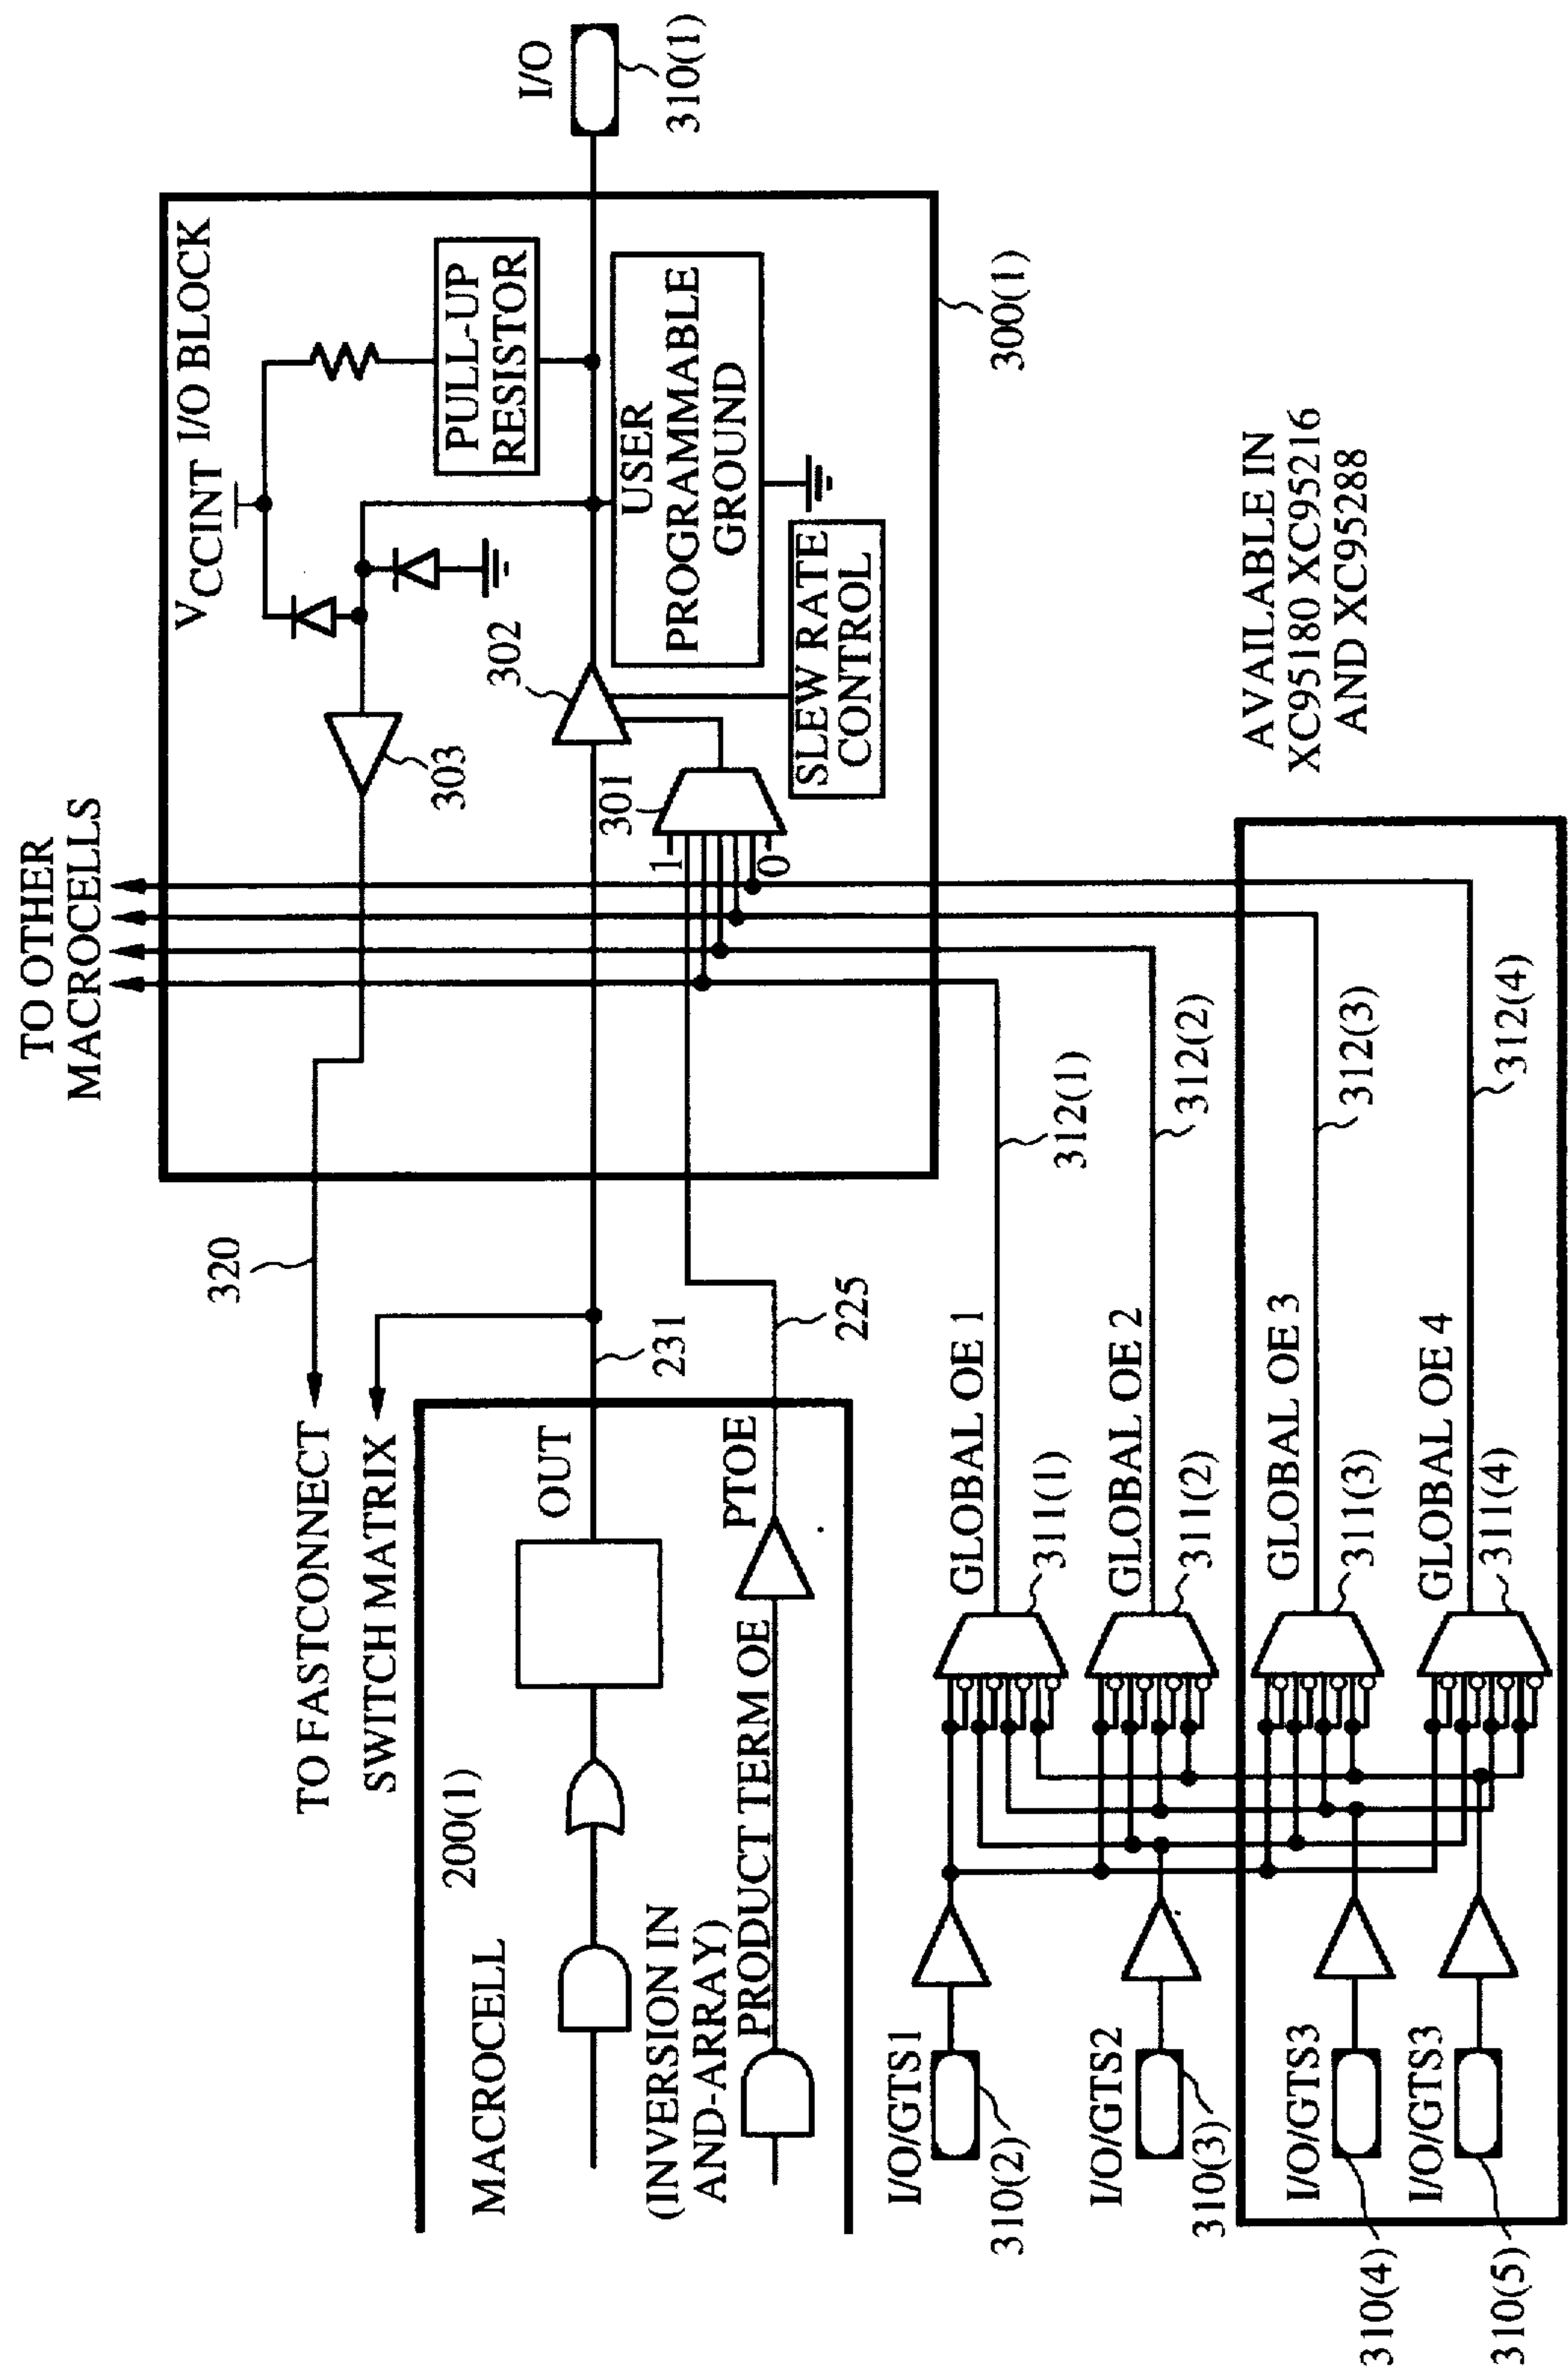 TO FASTCONNECT
SWITCH MATRIX
320
TO OTHER
MACROCELLS
VCCINT
I/O BLOCK
303
PULL-UP
RESISTOR
I/O
310(1)
MACROCELL
200(1)
OUT
231
302
USER
PROGRAMMABLE
GROUND
(INVERSION IN
AND-ARRAY)
PRODUCT TERM OE
PTOE
225
301
1
0
SLEW RATE
CONTROL
300(1)
I/O/GTS1
310(2)
GLOBAL OE 1
311(1)
312(1)
I/O/GTS2
310(3)
GLOBAL OE 2
311(2)
312(2)
AVAILABLE IN
XC95180 XC95216
AND XC95288
I/O/GTS3
310(4)
GLOBAL OE 3
311(3)
312(3)
I/O/GTS3
310(5)
GLOBAL OE 4
311(4)
312(4)